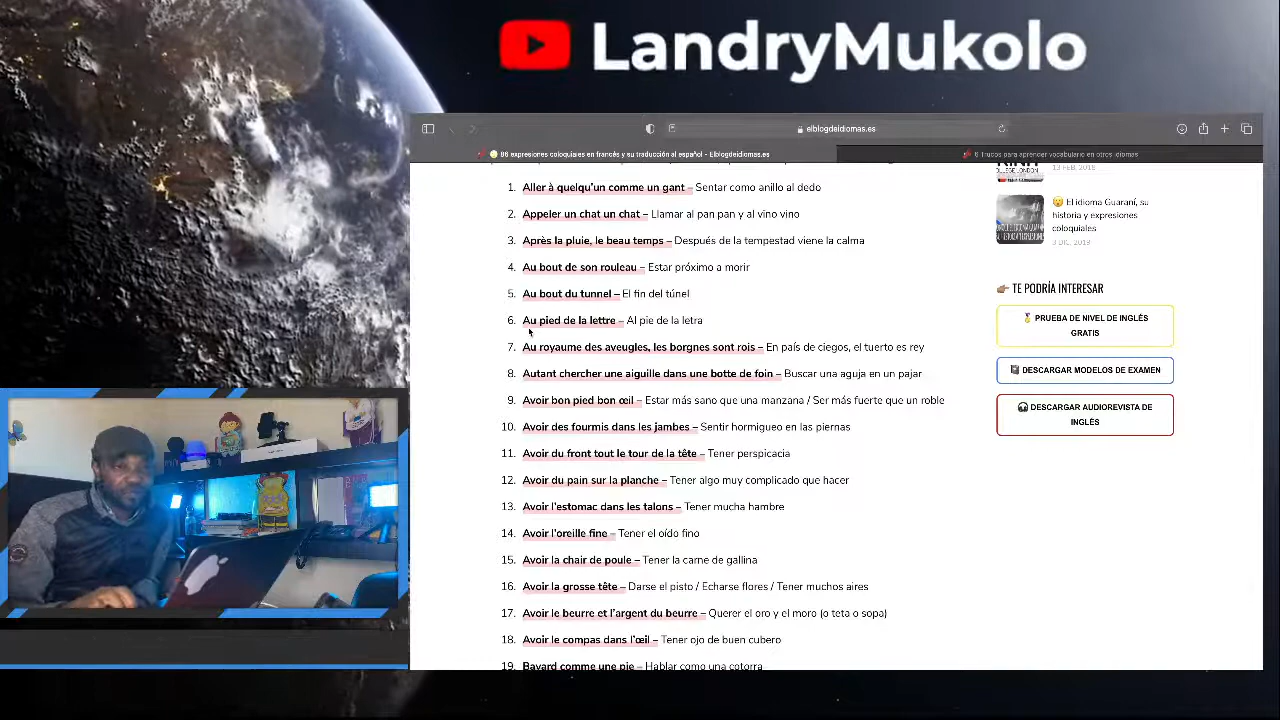 LandryMukolo
elblogdeidiomas.es
86 expresiones coloquiales en francés y su traducción al español - Elblogdeidiomas.es
6 Trucos para aprender vocabulario en otros idiomas
1. Aller à quelqu'un comme un gant – Sentar como anillo al dedo
2. Appeler un chat un chat – Llamar al pan pan y al vino vino
3. Après la pluie, le beau temps – Después de la tempestad viene la calma
4. Au bout de son rouleau – Estar próximo a morir
5. Au bout du tunnel – El fin del túnel
6. Au pied de la lettre – Al pie de la letra
7. Au royaume des aveugles, les borgnes sont rois – En país de ciegos, el tuerto es rey
8. Autant chercher une aiguille dans une botte de foin – Buscar una aguja en un pajar
9. Avoir bon pied bon œil – Estar más sano que una manzana / Ser más fuerte que un roble
10. Avoir des fourmis dans les jambes – Sentir hormigueo en las piernas
11. Avoir du front tout le tour de la tête – Tener perspicacia
12. Avoir du pain sur la planche – Tener algo muy complicado que hacer
13. Avoir l'estomac dans les talons – Tener mucha hambre
14. Avoir l'oreille fine – Tener el oído fino
15. Avoir la chair de poule – Tener la carne de gallina
16. Avoir la grosse tête – Darse el pisto / Echarse flores / Tener muchos aires
17. Avoir le beurre et l'argent du beurre – Querer el oro y el moro (o teta o sopa)
18. Avoir le compas dans l'œil – Tener ojo de buen cubero
19. Bavard comme une pie – Hablar como una cotorra
COLLEGE LONDON
13 FEB, 2018
El idioma Guaraní, su
historia y expresiones
coloquiales
3 DIC, 2019
TE PODRÍA INTERESAR
PRUEBA DE NIVEL DE INGLÉS
GRATIS
DESCARGAR MODELOS DE EXAMEN
DESCARGAR AUDIOREVISTA DE
INGLÉS